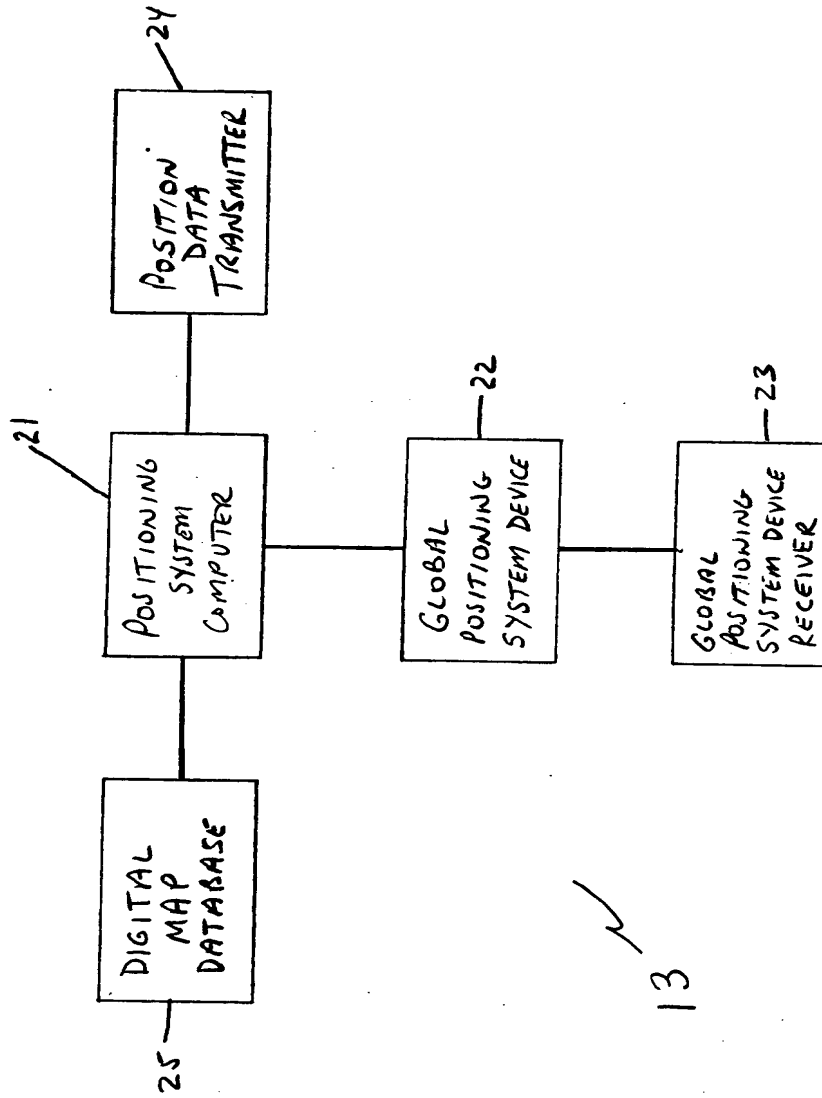 21
24
DIGITAL
MAP
DATABASE
25
POSITIONING
SYSTEM
COMPUTER
POSITION
DATA
TRANSMITTER
GLOBAL
POSITIONING
SYSTEM DEVICE
22
GLOBAL
POSITIONING
SYSTEM DEVICE
RECEIVER
23
13